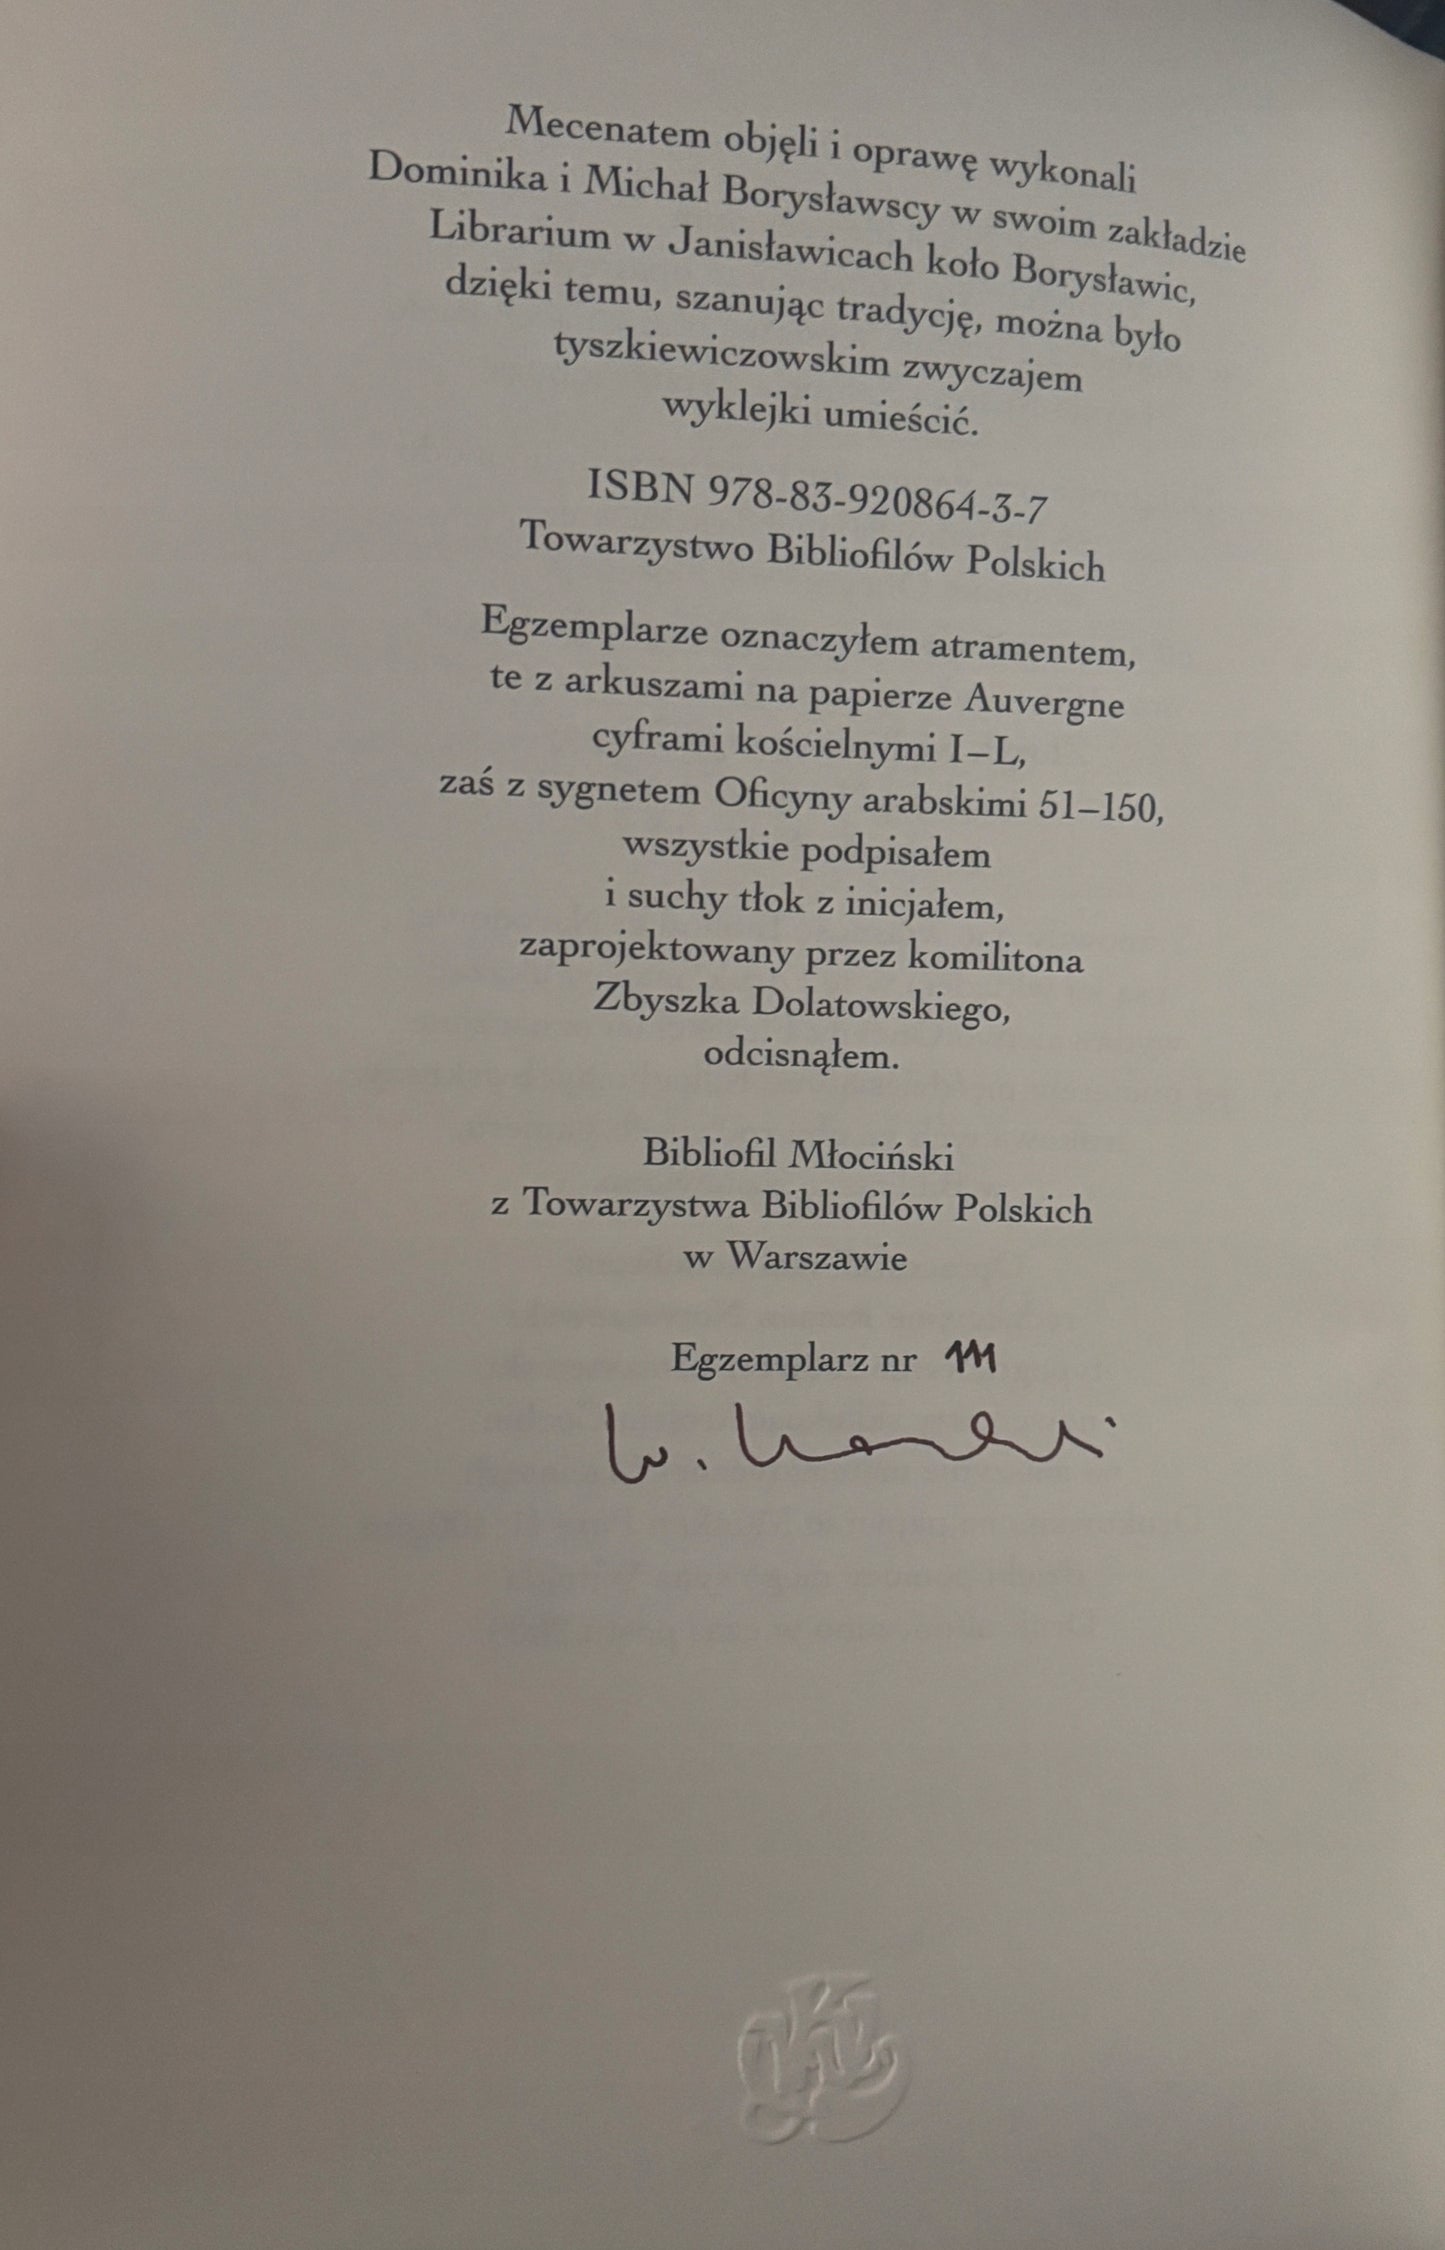 Mecenatem objęli i oprawę wykonali
Dominika i Michał Borysławscy w swoim zakładzie
Librarium w Janisławicach koło Borysławic,
dzięki temu, szanując tradycję, można było
tyszkiewiczowskim zwyczajem
wyklejki umieścić.
ISBN 978-83-920864-3-7
Towarzystwo Bibliofilów Polskich
Egzemplarze oznaczyłem atramentem,
te z arkuszami na papierze Auvergne
cyframi kościelnymi I–L,
zaś z sygnetem Oficyny arabskimi 51–150,
wszystkie podpisałem
i suchy tłok z inicjałem,
zaprojektowany przez komilitona
Zbyszka Dolatowskiego,
odcisnąłem.
Bibliofil Młociński
z Towarzystwa Bibliofilów Polskich
w Warszawie
Egzemplarz nr 111